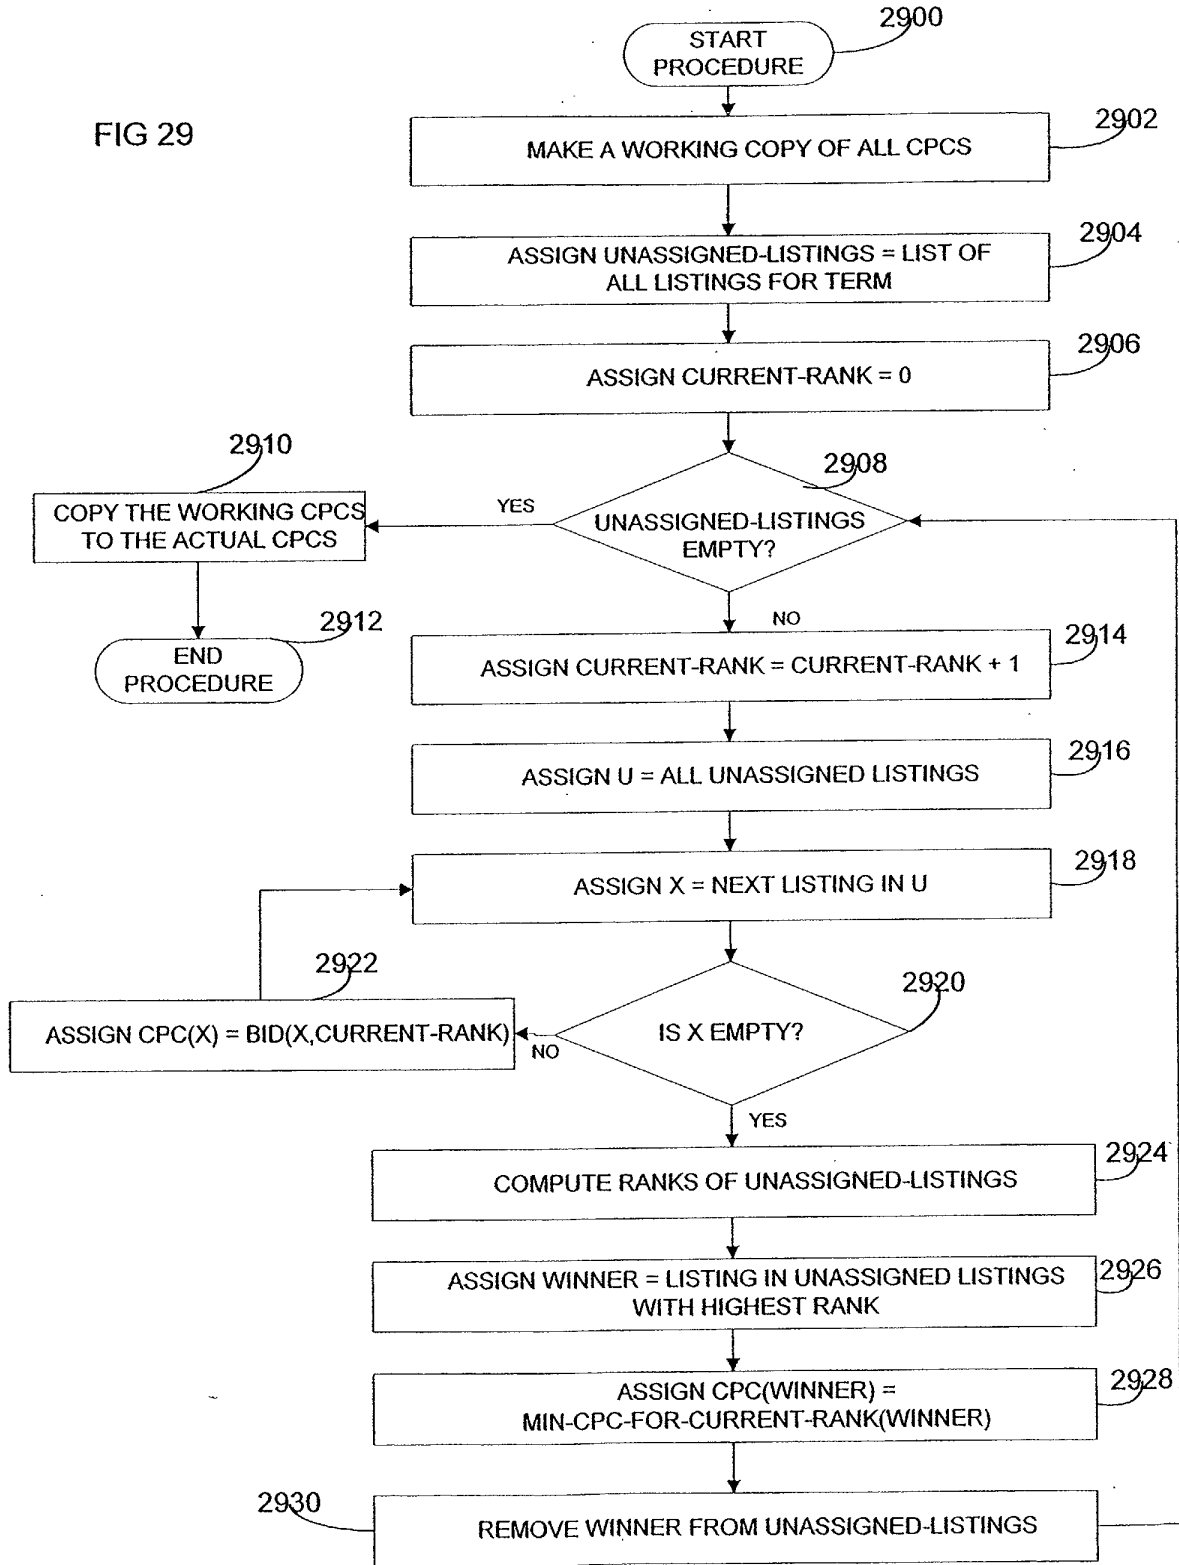 2900
START
PROCEDURE
FIG 29
2902
MAKE A WORKING COPY OF ALL CPCS
2904
ASSIGN UNASSIGNED-LISTINGS = LIST OF
ALL LISTINGS FOR TERM
2906
ASSIGN CURRENT-RANK = 0
2910
2908
COPY THE WORKING CPCS
TO THE ACTUAL CPCS
YES
UNASSIGNED-LISTINGS
EMPTY?
2912
END
PROCEDURE
NO
2914
ASSIGN CURRENT-RANK = CURRENT-RANK + 1
2916
ASSIGN U = ALL UNASSIGNED LISTINGS
2918
ASSIGN X = NEXT LISTING IN U
2922
2920
ASSIGN CPC(X) = BID(X,CURRENT-RANK)
NO
IS X EMPTY?
YES
2924
COMPUTE RANKS OF UNASSIGNED-LISTINGS
2926
ASSIGN WINNER = LISTING IN UNASSIGNED LISTINGS
WITH HIGHEST RANK
2928
ASSIGN CPC(WINNER) =
MIN-CPC-FOR-CURRENT-RANK(WINNER)
2930
REMOVE WINNER FROM UNASSIGNED-LISTINGS